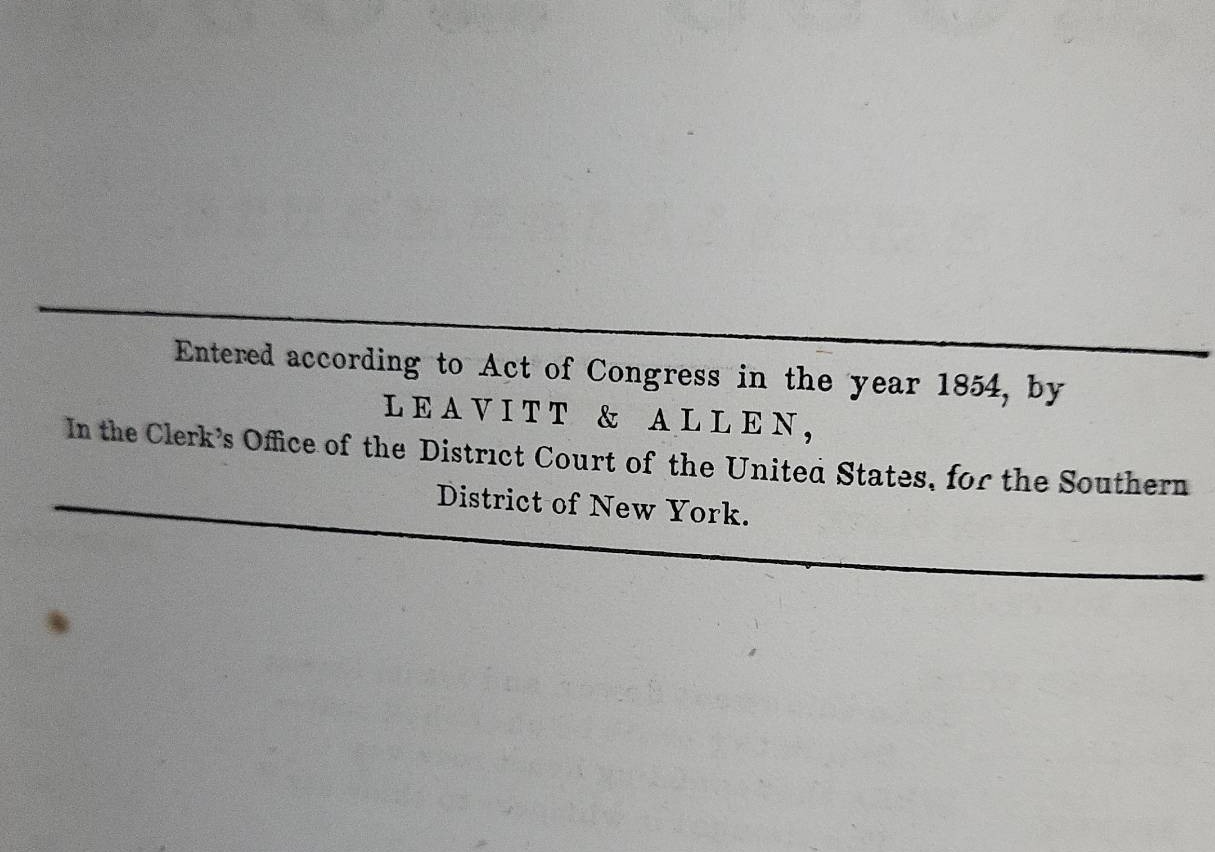 Entered according to Act of Congress in the year 1854, by
LEAVITT & ALLEN,
In the Clerk's Office of the District Court of the United States, for the Southern
District of New York.